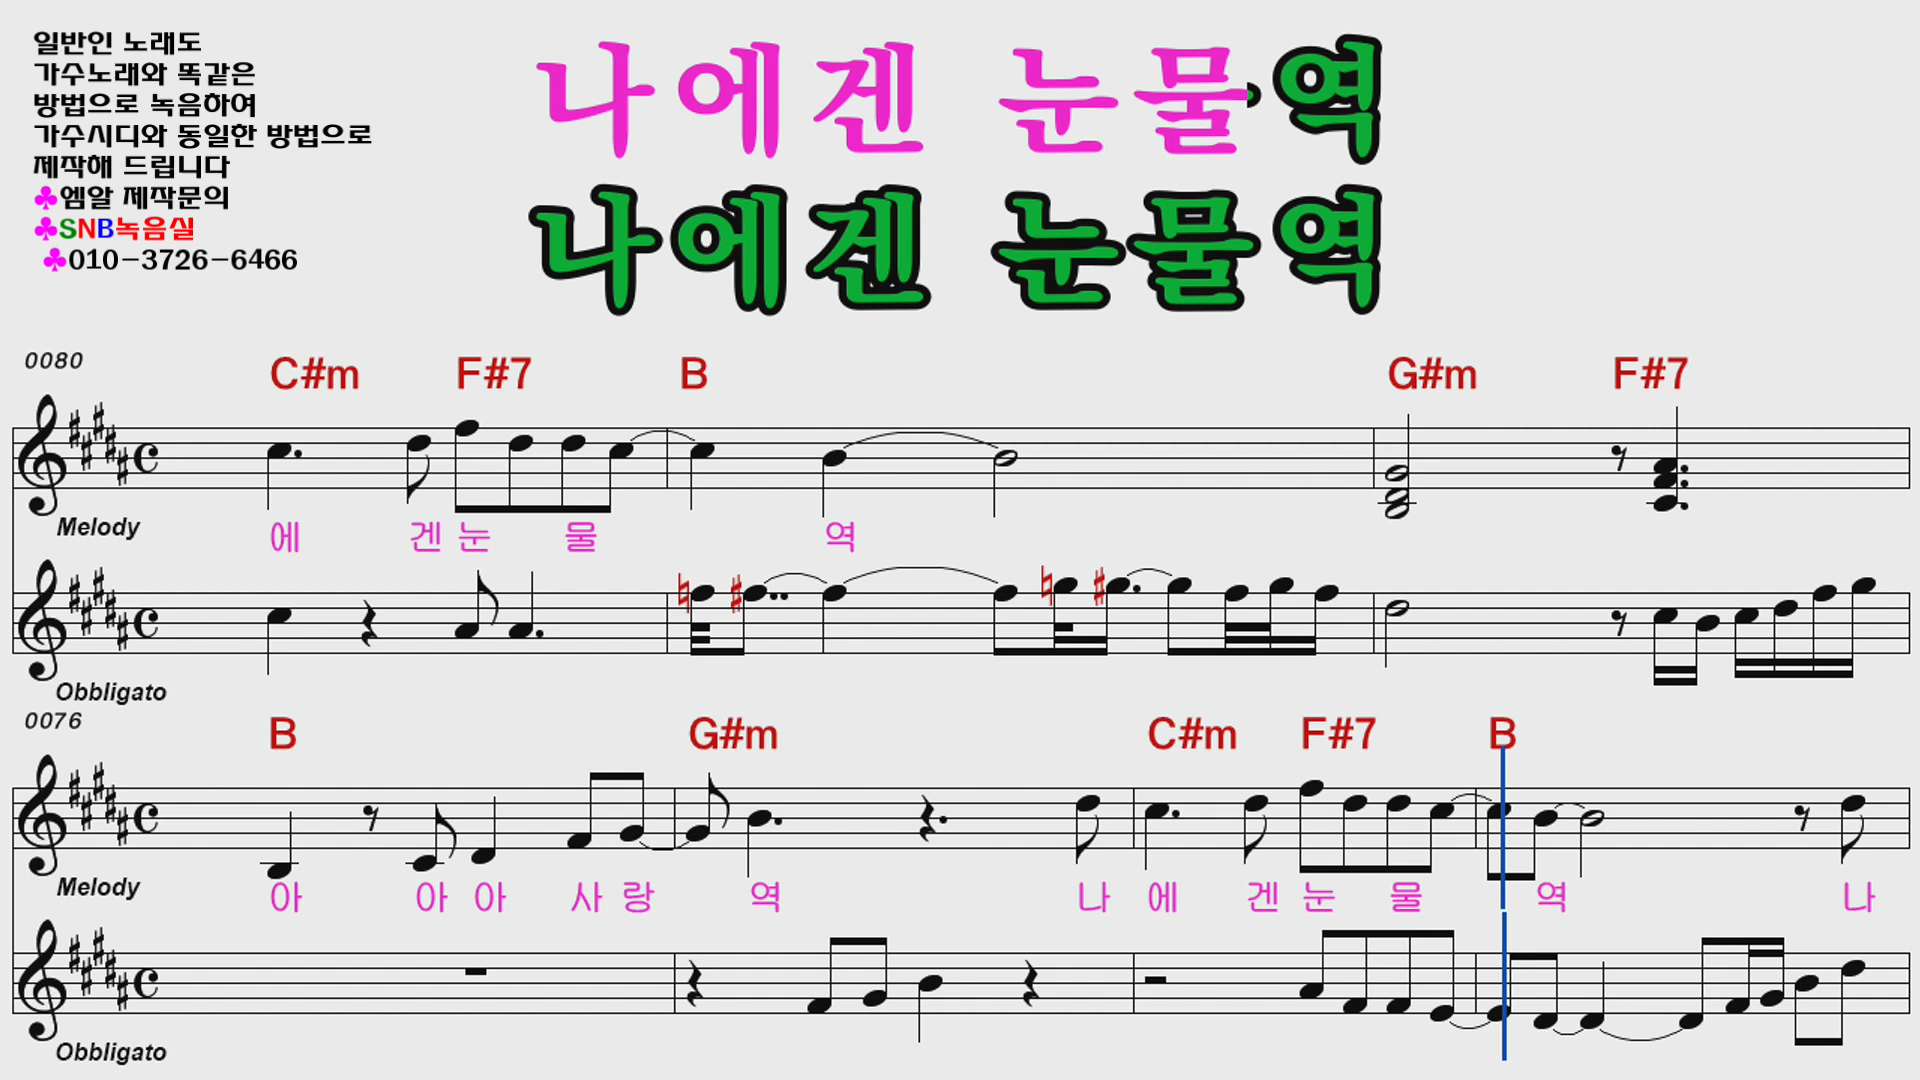 일반인 노래도
가수노래와 똑같은
방법으로 녹음하여
가수시디와 동일한 방법으로
제작해 드립니다
♣엠알 제작문의
♣SNB녹음실
♣010-3726-6466
나에겐 눈물역
나에겐 눈물역
0080
C#m F#7 B G#m F#7
Melody
에 겐 눈 물 역
Obbligato
0076
B G#m C#m F#7 B
Melody
아 아 아 사 랑 역 나 에 겐 눈 물 역 나
Obbligato